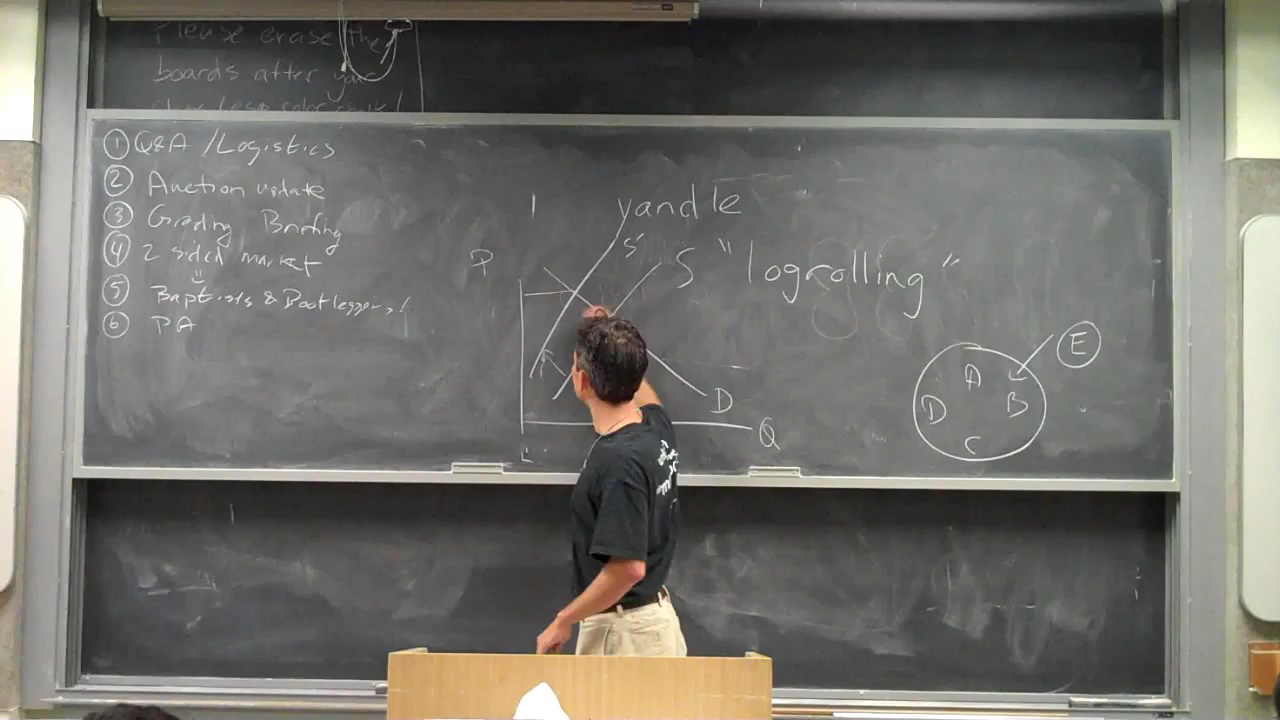 Please erase the
boards after
① Q&A / Logistics
② Auction update
③ Grading Briefing
④ 2 sided market
⑤ Baptists & Bootleggers!
⑥ PA
yandle
S'
P
S "logrolling"
E
A
D B
C
D
Q